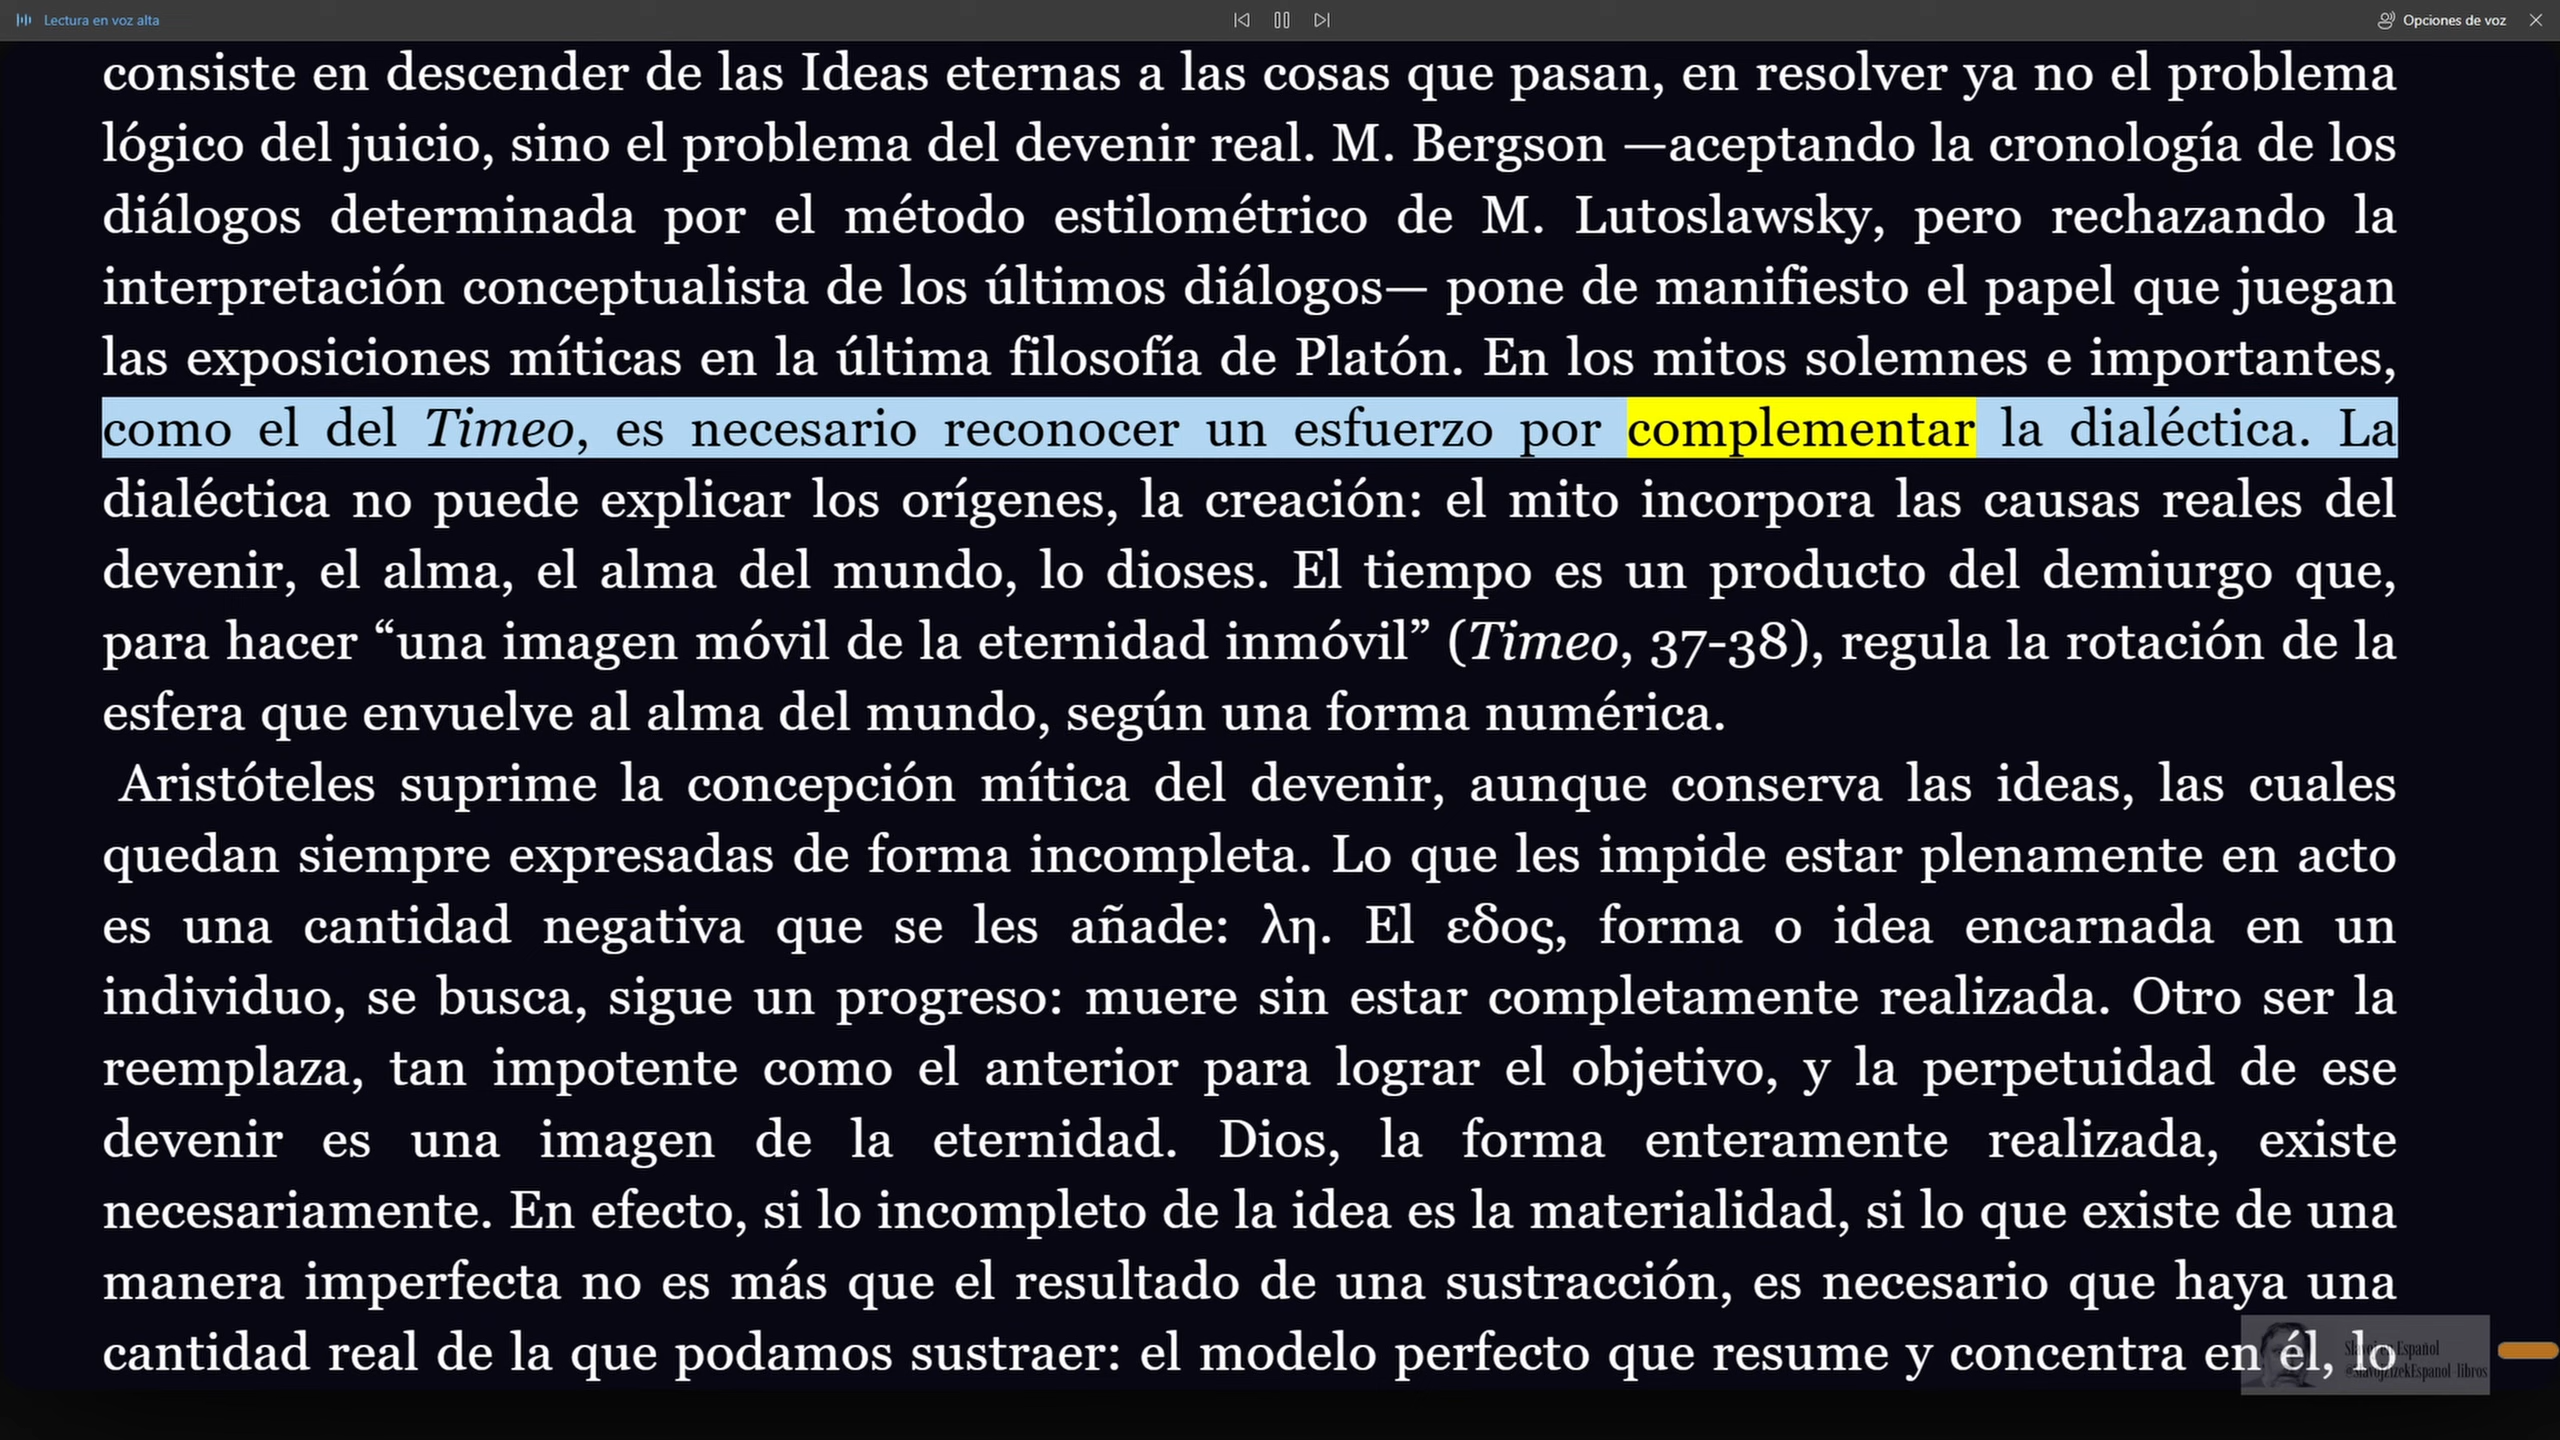 Lectura en voz alta
Opciones de voz
consiste en descender de las Ideas eternas a las cosas que pasan, en resolver ya no el problema
lógico del juicio, sino el problema del devenir real. M. Bergson —aceptando la cronología de los
diálogos determinada por el método estilométrico de M. Lutoslawsky, pero rechazando la
interpretación conceptualista de los últimos diálogos— pone de manifiesto el papel que juegan
las exposiciones míticas en la última filosofía de Platón. En los mitos solemnes e importantes,
como el del Timeo, es necesario reconocer un esfuerzo por complementar la dialéctica. La
dialéctica no puede explicar los orígenes, la creación: el mito incorpora las causas reales del
devenir, el alma, el alma del mundo, lo dioses. El tiempo es un producto del demiurgo que,
para hacer “una imagen móvil de la eternidad inmóvil” (Timeo, 37-38), regula la rotación de la
esfera que envuelve al alma del mundo, según una forma numérica.
Aristóteles suprime la concepción mítica del devenir, aunque conserva las ideas, las cuales
quedan siempre expresadas de forma incompleta. Lo que les impide estar plenamente en acto
es una cantidad negativa que se les añade: λη. El εδος, forma o idea encarnada en un
individuo, se busca, sigue un progreso: muere sin estar completamente realizada. Otro ser la
reemplaza, tan impotente como el anterior para lograr el objetivo, y la perpetuidad de ese
devenir es una imagen de la eternidad. Dios, la forma enteramente realizada, existe
necesariamente. En efecto, si lo incompleto de la idea es la materialidad, si lo que existe de una
manera imperfecta no es más que el resultado de una sustracción, es necesario que haya una
cantidad real de la que podamos sustraer: el modelo perfecto que resume y concentra en él, lo
Español